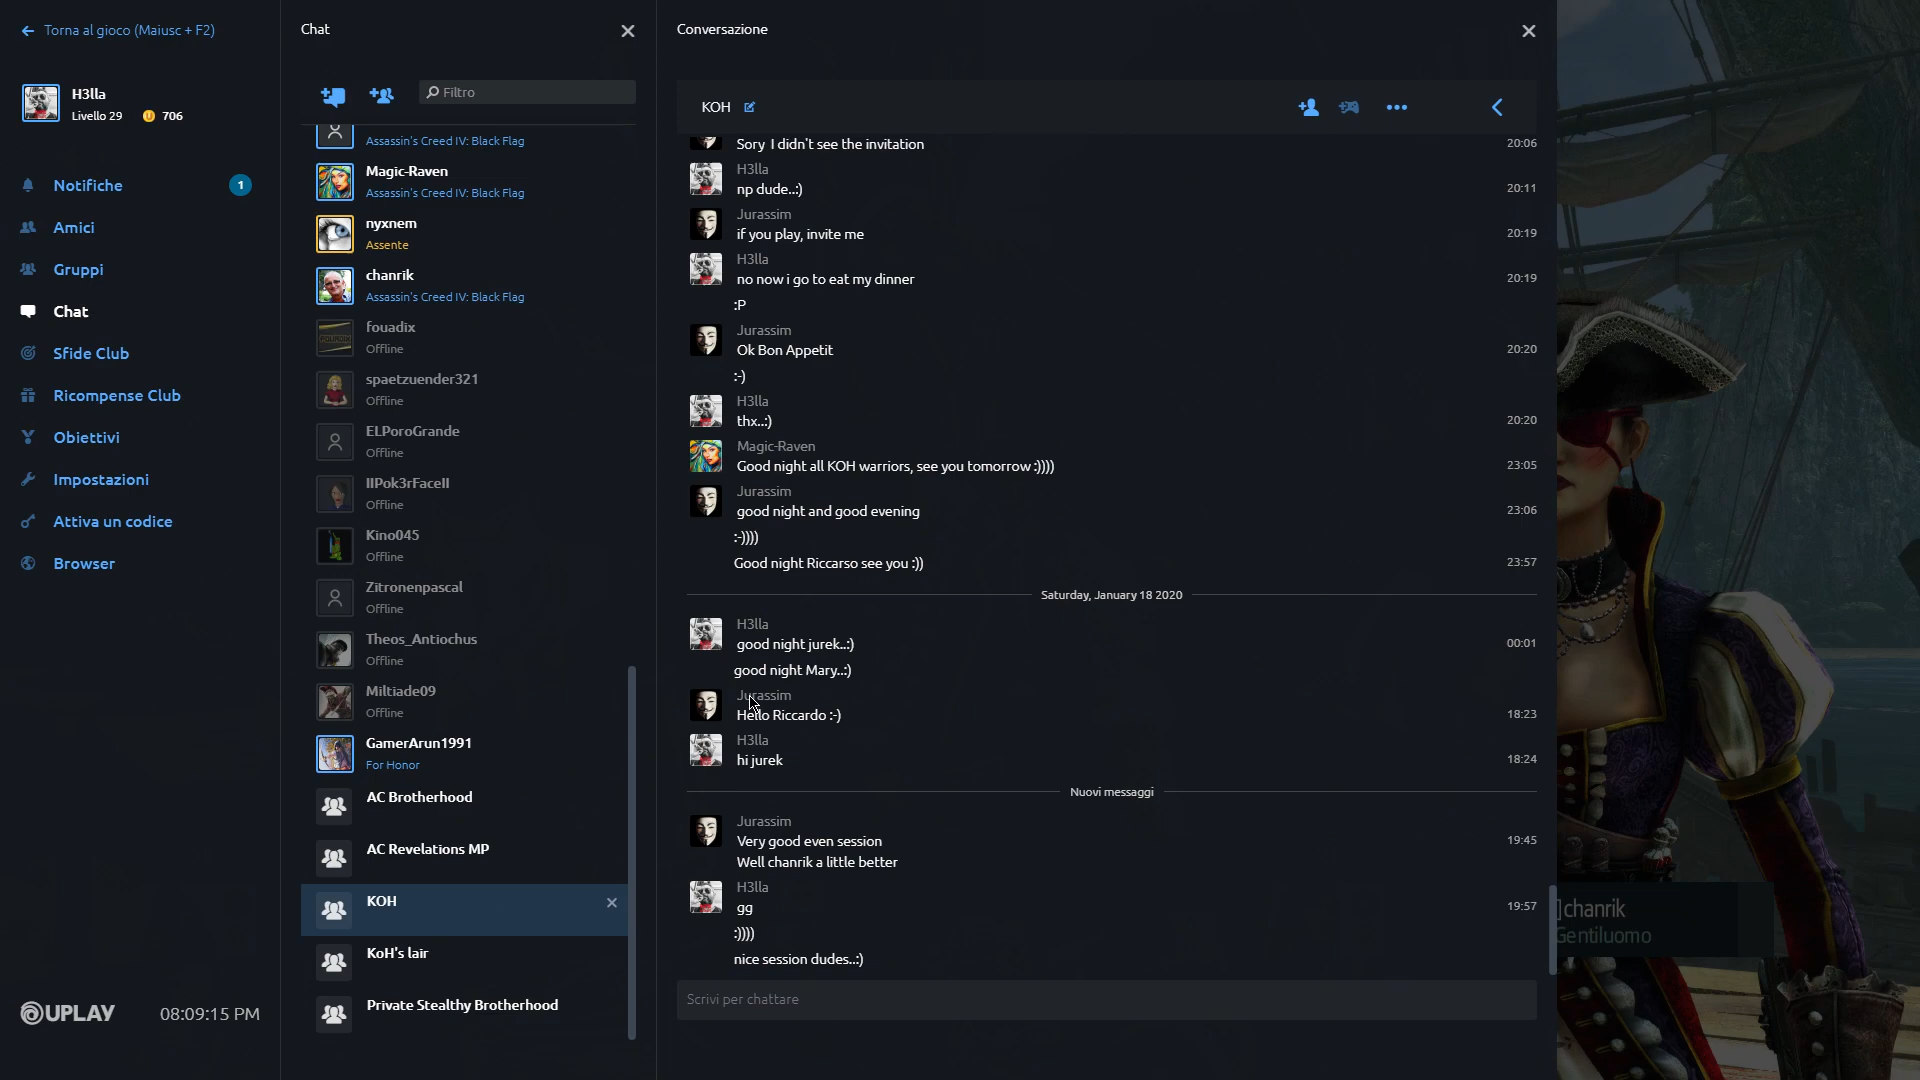 Torna al gioco (Maiusc + F2)
H3lla
Livello 29
706
Notifiche
1
Amici
Gruppi
Chat
Sfide Club
Ricompense Club
Obiettivi
Impostazioni
Attiva un codice
Browser
UPLAY
08:09:15 PM
Chat
Filtro
Assassin's Creed IV: Black Flag
Magic-Raven
Assassin's Creed IV: Black Flag
nyxnem
Assente
chanrik
Assassin's Creed IV: Black Flag
fouadix
Offline
spaetzuender321
Offline
ELPoroGrande
Offline
IIPok3rFaceII
Offline
Kino045
Offline
Zitronenpascal
Offline
Theos_Antiochus
Offline
Miltiade09
Offline
GamerArun1991
For Honor
AC Brotherhood
AC Revelations MP
KOH
KoH's lair
Private Stealthy Brotherhood
Conversazione
KOH
Sory I didn't see the invitation 20:06
H3lla
np dude..:) 20:11
Jurassim
if you play, invite me 20:19
H3lla
no now i go to eat my dinner 20:19
:P
Jurassim
Ok Bon Appetit 20:20
:-)
H3lla
thx..:) 20:20
Magic-Raven
Good night all KOH warriors, see you tomorrow :)))) 23:05
Jurassim
good night and good evening 23:06
:-))))
Good night Riccarso see you :)) 23:57
Saturday, January 18 2020
H3lla
good night jurek..:) 00:01
good night Mary..:)
Jurassim
Hello Riccardo :-) 18:23
H3lla
hi jurek 18:24
Nuovi messaggi
Jurassim
Very good even session 19:45
Well chanrik a little better
H3lla
gg 19:57
:))))
nice session dudes..:)
Scrivi per chattare
]chanrik
Gentiluomo